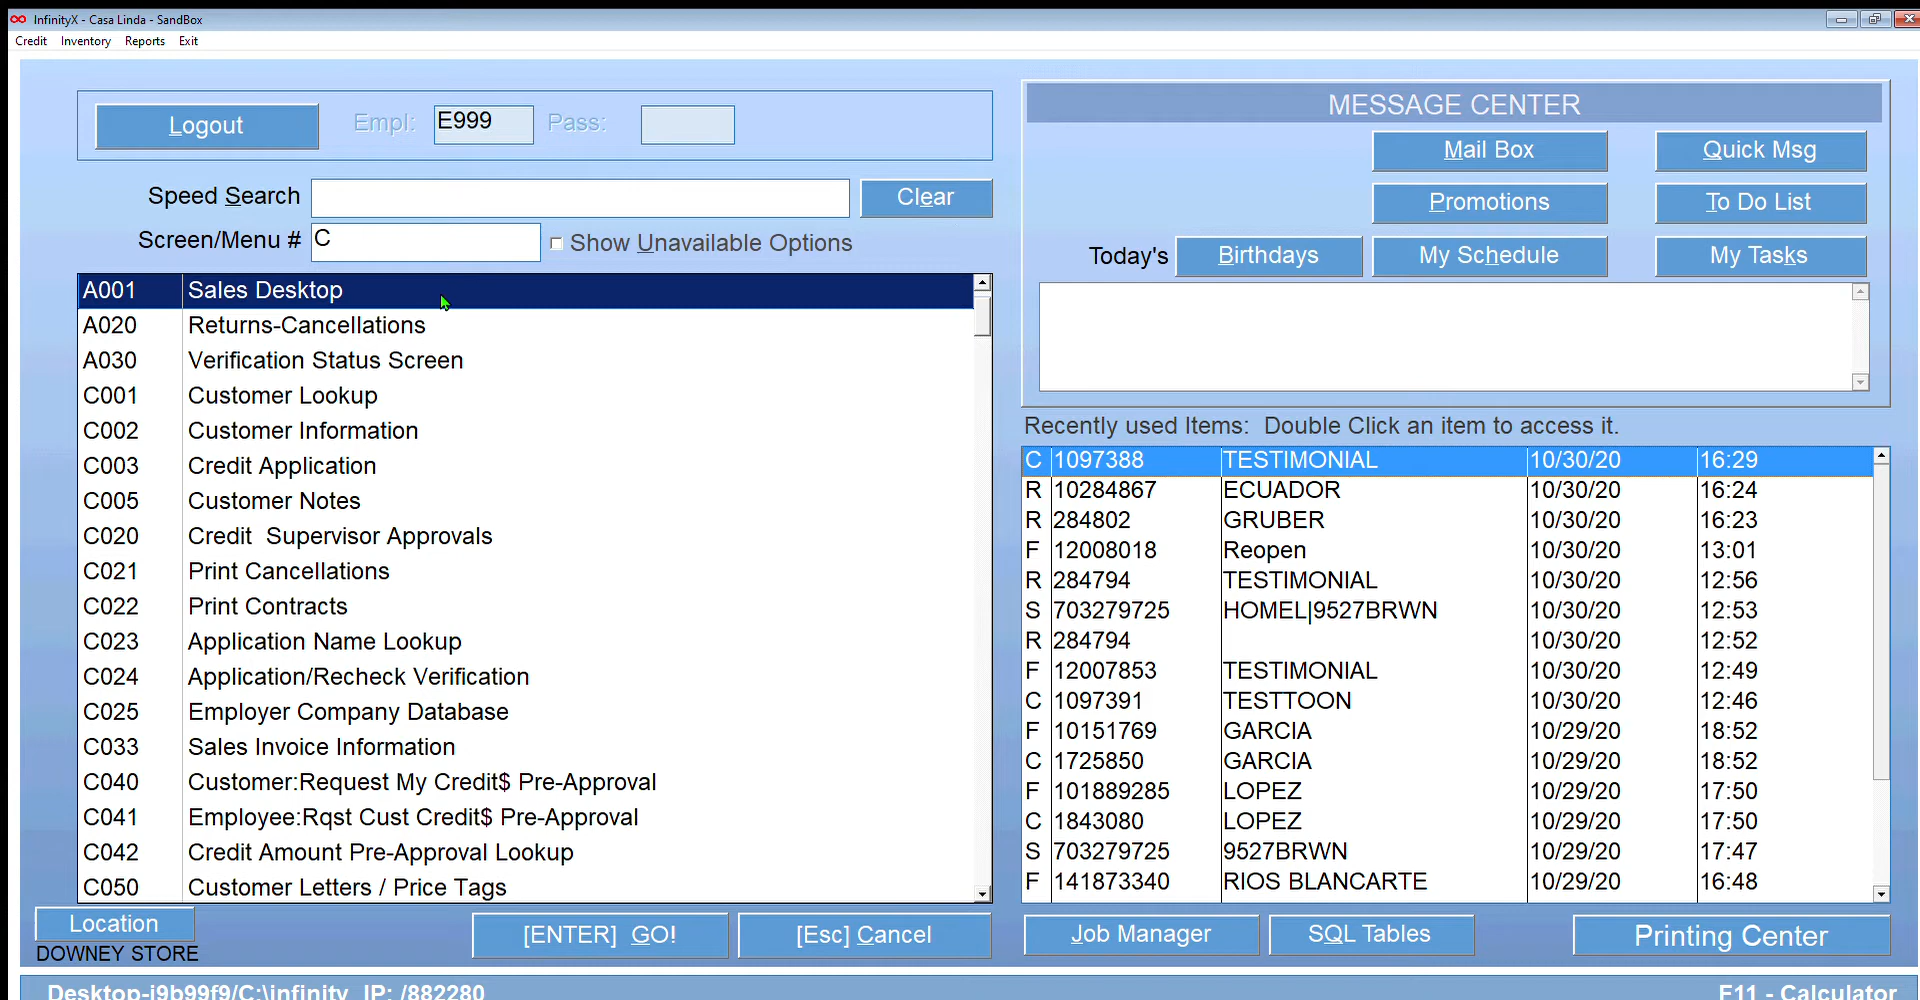 InfinityX - Casa Linda - SandBox
Credit Inventory Reports Exit
Logout Empl: E999 Pass:
Speed Search Clear
Screen/Menu # C Show Unavailable Options
A001 Sales Desktop
A020 Returns-Cancellations
A030 Verification Status Screen
C001 Customer Lookup
C002 Customer Information
C003 Credit Application
C005 Customer Notes
C020 Credit  Supervisor Approvals
C021 Print Cancellations
C022 Print Contracts
C023 Application Name Lookup
C024 Application/Recheck Verification
C025 Employer Company Database
C033 Sales Invoice Information
C040 Customer:Request My Credit$ Pre-Approval
C041 Employee:Rqst Cust Credit$ Pre-Approval
C042 Credit Amount Pre-Approval Lookup
C050 Customer Letters / Price Tags
Location
DOWNEY STORE
[ENTER] GO! [Esc] Cancel
MESSAGE CENTER
Mail Box Quick Msg
Promotions To Do List
Today's Birthdays My Schedule My Tasks
Recently used Items:  Double Click an item to access it.
C 1097388 TESTIMONIAL 10/30/20 16:29
R 10284867 ECUADOR 10/30/20 16:24
R 284802 GRUBER 10/30/20 16:23
F 12008018 Reopen 10/30/20 13:01
R 284794 TESTIMONIAL 10/30/20 12:56
S 703279725 HOMEL|9527BRWN 10/30/20 12:53
R 284794 10/30/20 12:52
F 12007853 TESTIMONIAL 10/30/20 12:49
C 1097391 TESTTOON 10/30/20 12:46
F 10151769 GARCIA 10/29/20 18:52
C 1725850 GARCIA 10/29/20 18:52
F 101889285 LOPEZ 10/29/20 17:50
C 1843080 LOPEZ 10/29/20 17:50
S 703279725 9527BRWN 10/29/20 17:47
F 141873340 RIOS BLANCARTE 10/29/20 16:48
Job Manager SQL Tables Printing Center
Desktop-i9b99f9/C:\infinity IP: /882280 F11 - Calculator